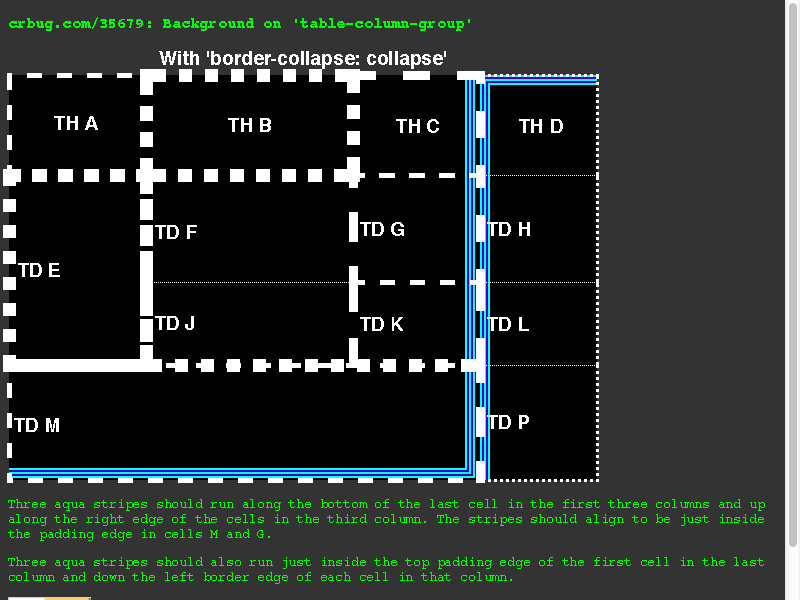 crbug.com/35679: Background on 'table-column-group'
With 'border-collapse: collapse'
TH A
TH B
TH C
TH D
TD F
TD G
TD H
TD E
TD J
TD K
TD L
TD M
TD P
Three aqua stripes should run along the bottom of the last cell in the first three columns and up
along the right edge of the cells in the third column. The stripes should align to be just inside
the padding edge in cells M and G.
Three aqua stripes should also run just inside the top padding edge of the first cell in the last
column and down the left border edge of each cell in that column.